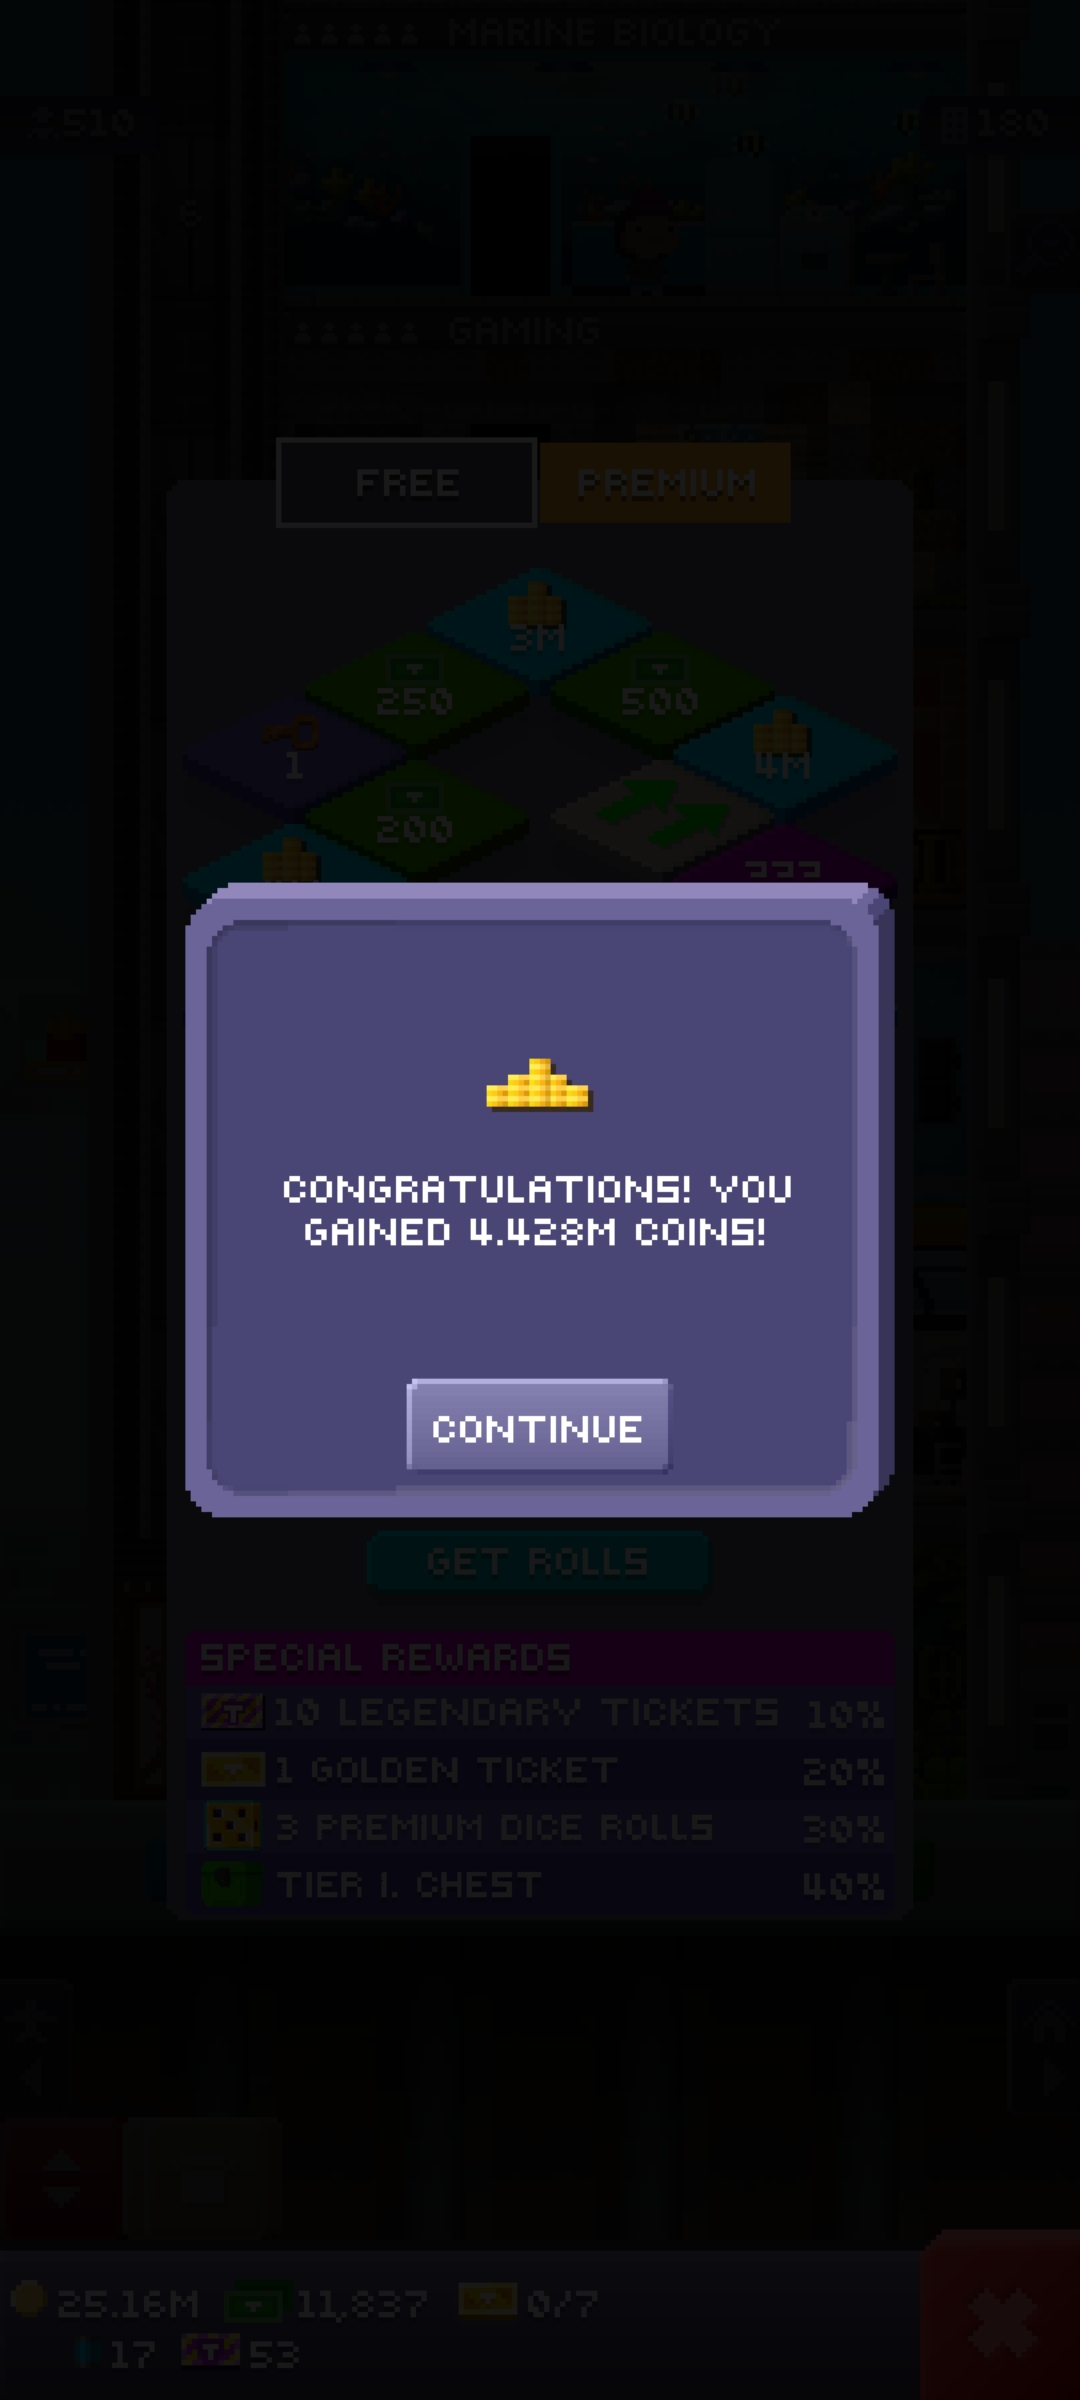 MARINE BIOLOGY
510
180
6
GAMING
FREE
PREMIUM
3M
250
500
1
4M
200
???
CONGRATULATIONS! YOU
GAINED 4.428M COINS!
CONTINUE
GET ROLLS
SPECIAL REWARDS
10 LEGENDARY TICKETS 10%
1 GOLDEN TICKET 20%
3 PREMIUM DICE ROLLS 30%
TIER 1. CHEST 40%
25.16M 11,837 0/7
17 53